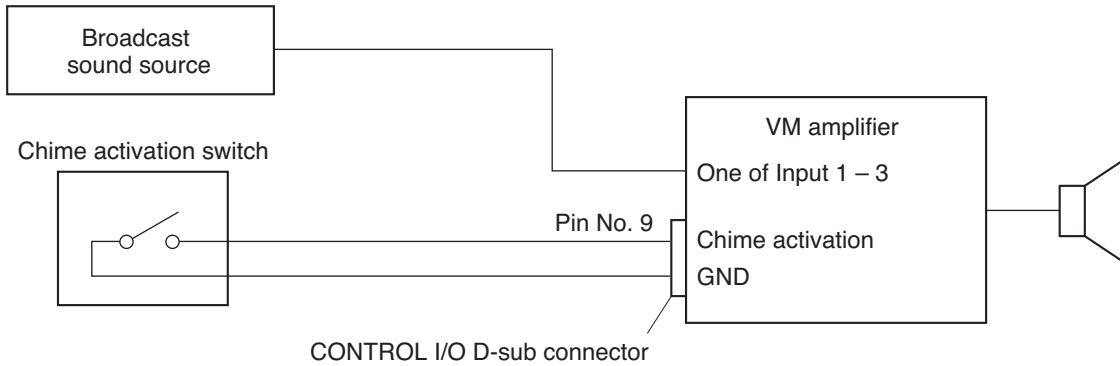 Broadcast
sound source
VM amplifier
Chime activation switch
One of Input 1 – 3
Pin No. 9
Chime activation
GND
CONTROL I/O D-sub connector